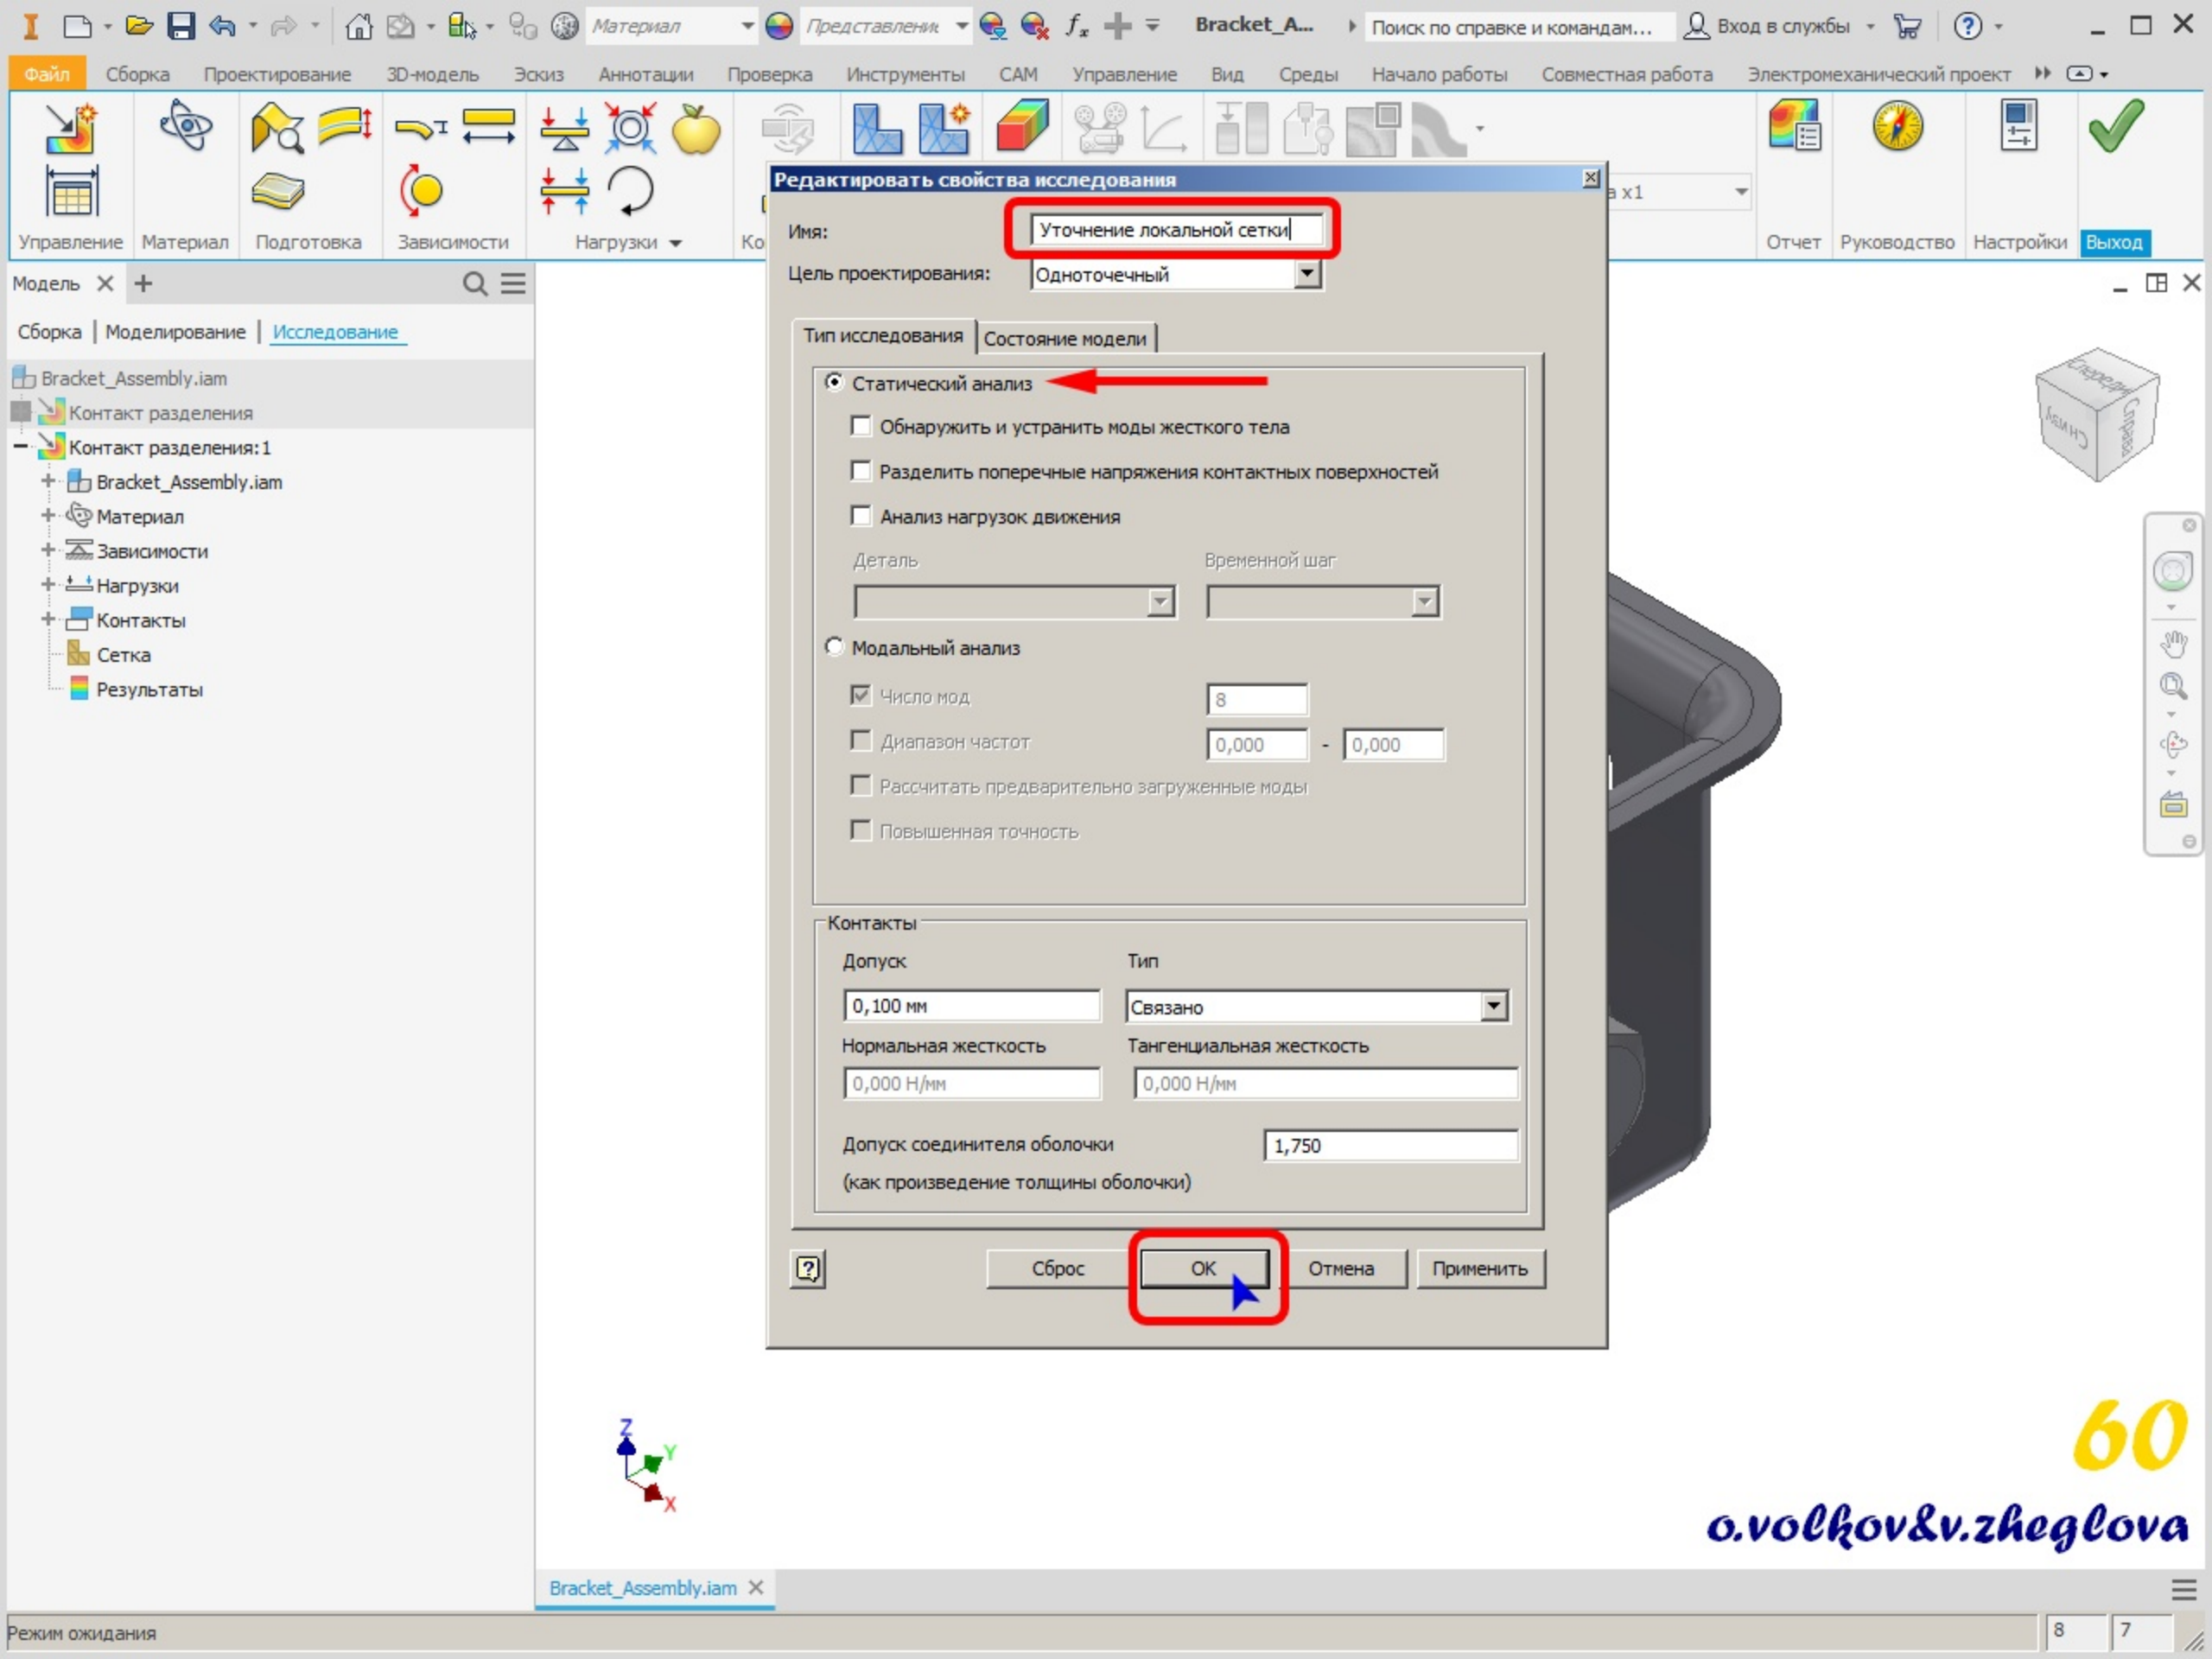 Материал
Представление
fx
Bracket_A...
Поиск по справке и командам...
Вход в службы
Файл
Сборка
Проектирование
3D-модель
Эскиз
Аннотации
Проверка
Инструменты
CAM
Управление
Вид
Среды
Начало работы
Совместная работа
Электромеханический проект
Управление
Материал
Подготовка
Зависимости
Нагрузки
Ко
а x1
Отчет
Руководство
Настройки
Выход
Модель
Сборка | Моделирование | Исследование
Bracket_Assembly.iam
Контакт разделения
Контакт разделения:1
Bracket_Assembly.iam
Материал
Зависимости
Нагрузки
Контакты
Сетка
Результаты
Редактировать свойства исследования
Имя:
Уточнение локальной сетки
Цель проектирования:
Одноточечный
Тип исследования
Состояние модели
Статический анализ
Обнаружить и устранить моды жесткого тела
Разделить поперечные напряжения контактных поверхностей
Анализ нагрузок движения
Деталь
Временной шаг
Модальный анализ
Число мод
8
Диапазон частот
0,000 - 0,000
Рассчитать предварительно загруженные моды
Повышенная точность
Контакты
Допуск
Тип
0,100 мм
Связано
Нормальная жесткость
Тангенциальная жесткость
0,000 Н/мм
0,000 Н/мм
Допуск соединителя оболочки
1,750
(как произведение толщины оболочки)
Сброс
ОК
Отмена
Применить
Спереди
Справа
Снизу
Z
Y
X
60
o.volkov&v.zheglova
Bracket_Assembly.iam
Режим ожидания
8
7